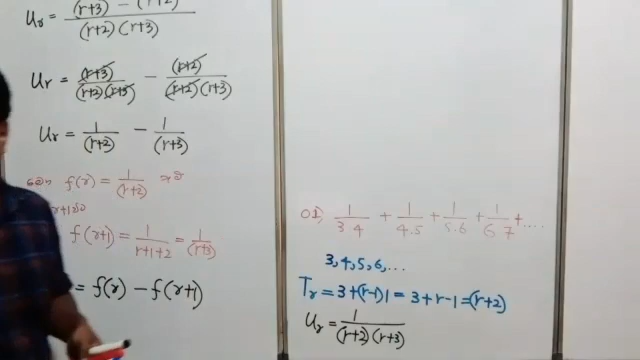 Ur = (r+3) - (r+2) / (r+2)(r+3)
Ur = (r+3) / (r+2)(r+3) - (r+2) / (r+2)(r+3)
Ur = 1/(r+2) - 1/(r+3)
f(r) = 1/(r+2)
f(r+1) = 1/(r+1+2) = 1/(r+3)
= f(r) - f(r+1)
01) 1/3.4 + 1/4.5 + 1/5.6 + 1/6.7 + ....
3,4,5,6,...
Tr = 3+(r-1)1 = 3+r-1 = (r+2)
Ur = 1/(r+2)(r+3)